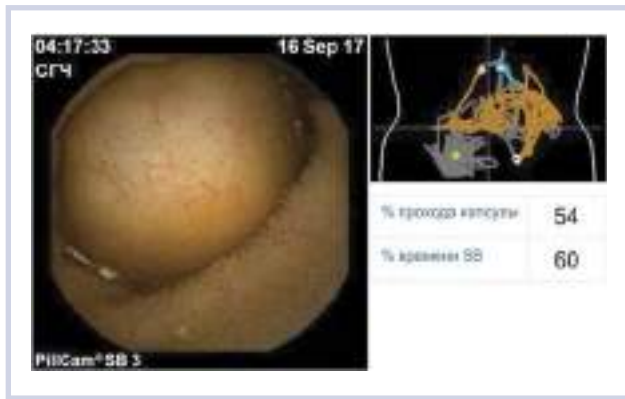 04:17:33 16 Sep 17
СГЧ
% прохода капсулы 54
% времени SB 60
PillCam®SB 3